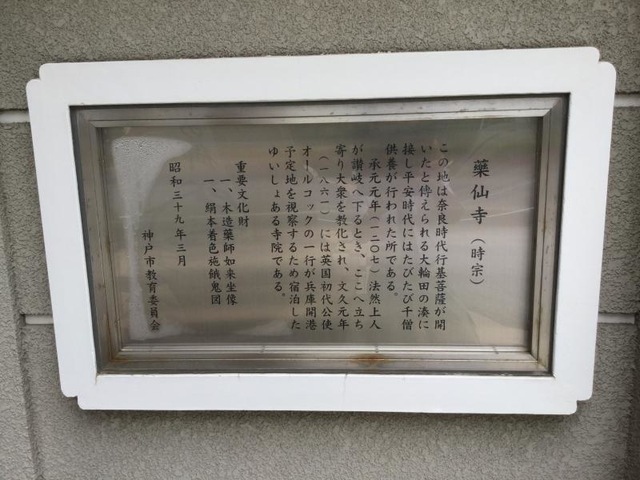 藥仙寺（時宗）
この地は奈良時代行基菩薩が開
いたと伝えられる大輪田の湊に
接し平安時代にはたびたび千僧
供養が行われた所である。
承元元年（一二〇七）法然上人
が讃岐へ下るとき、ここへ立ち
寄り大衆を教化され、文久元年
（一八六一）には英国初代公使
オールコックの一行が兵庫開港
予定地を視察するため宿泊した
ゆいしょある寺院である。
重要文化財
一、木造藥師如来坐像
一、絹本着色施餓鬼図
昭和三十九年三月
神戸市教育委員会